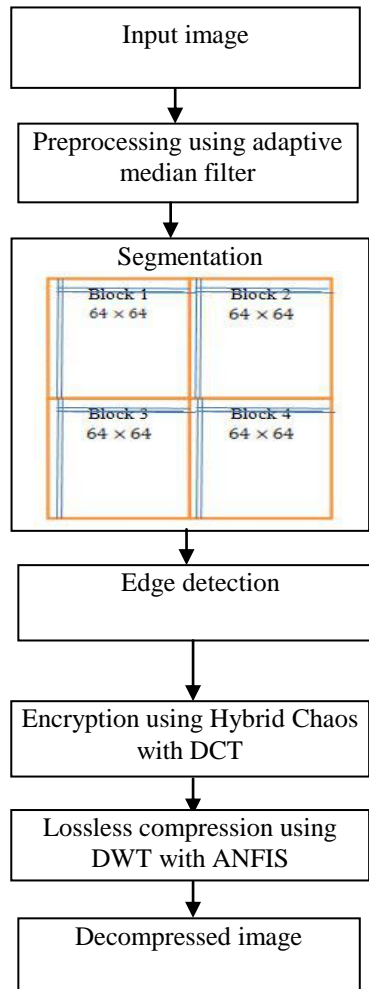 Input image
Preprocessing using adaptive
median filter
Segmentation
Block 1 Block 2
64 × 64 64 × 64
Block 3 Block 4
64 × 64 64 × 64
Edge detection
Encryption using Hybrid Chaos
with DCT
Lossless compression using
DWT with ANFIS
Decompressed image